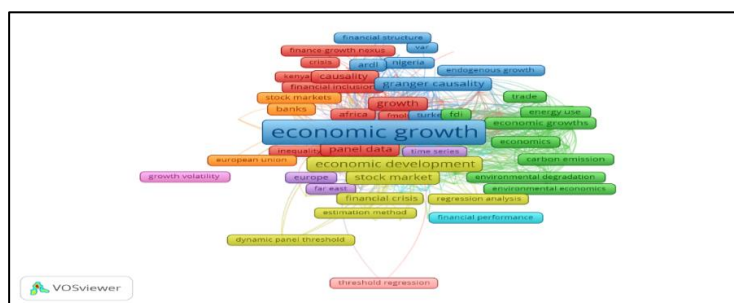 financial structure
finance growth nexus
var
crisis
ardl
nigeria
endogenous growth
kenya
causality
granger causality
financial inclusion
trade
stock markets
growth
energy use
banks
africa
fmols
turkey
fdi
economic growths
economic growth
economics
inequality
panel data
time series
carbon emission
european union
economic development
growth volatility
europe
stock market
environmental degradation
far east
environmental economics
financial crisis
regression analysis
estimation method
financial performance
dynamic panel threshold
threshold regression
VOSviewer